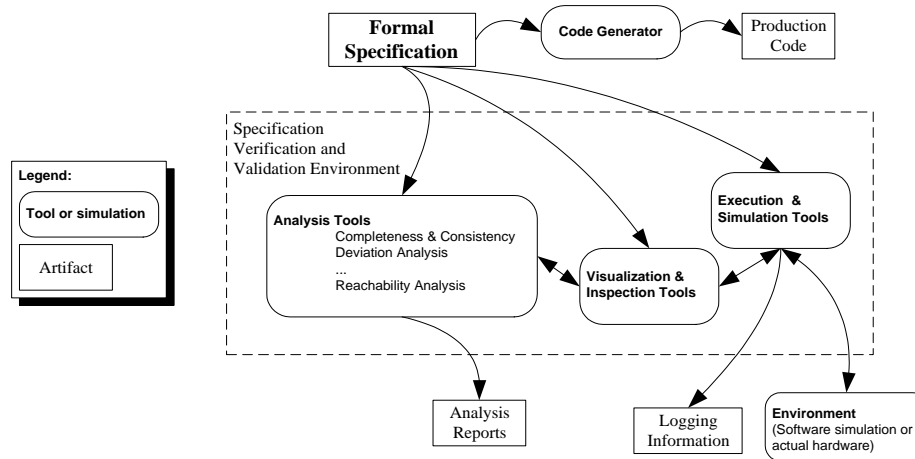 Formal
Specification
Code Generator
Production
Code
Specification
Verification and
Validation Environment
Legend:
Tool or simulation
Artifact
Analysis Tools
Completeness & Consistency
Deviation Analysis
...
Reachability Analysis
Visualization &
Inspection Tools
Execution & 
Simulation Tools
Analysis
Reports
Logging
Information
Environment
(Software simulation or
actual hardware)